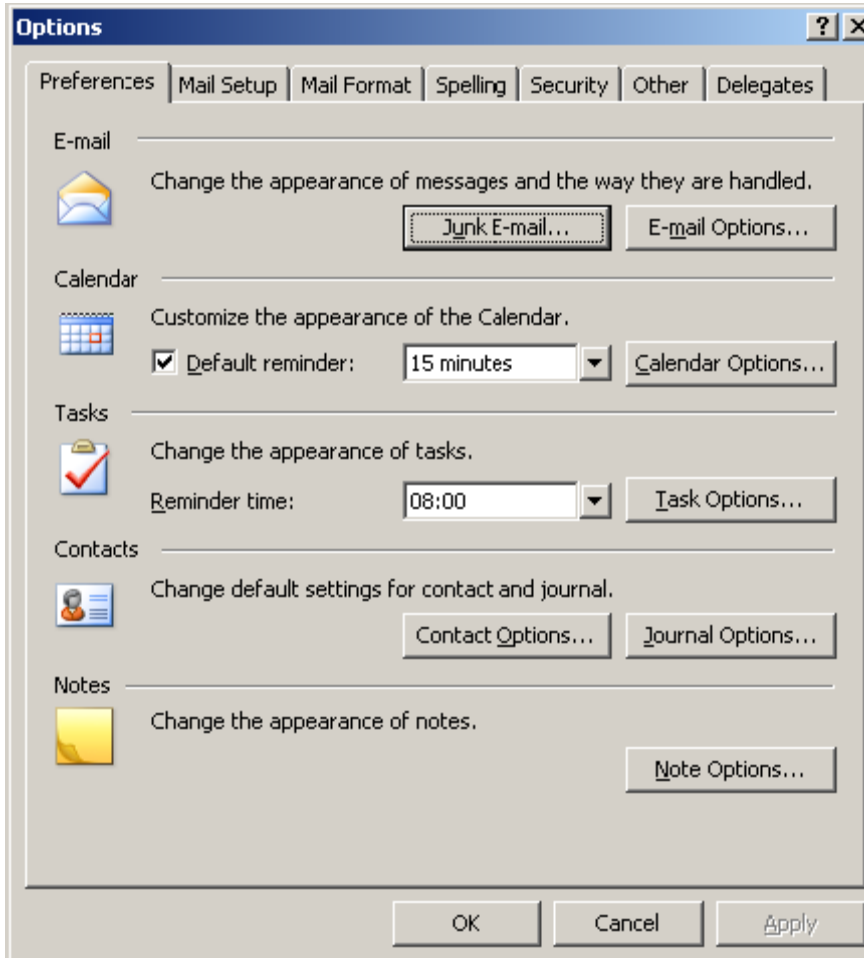 Options
Preferences Mail Setup Mail Format Spelling Security Other Delegates
E-mail
Change the appearance of messages and the way they are handled.
Junk E-mail... E-mail Options...
Calendar
Customize the appearance of the Calendar.
Default reminder: 15 minutes Calendar Options...
Tasks
Change the appearance of tasks.
Reminder time: 08:00 Task Options...
Contacts
Change default settings for contact and journal.
Contact Options... Journal Options...
Notes
Change the appearance of notes.
Note Options...
OK Cancel Apply